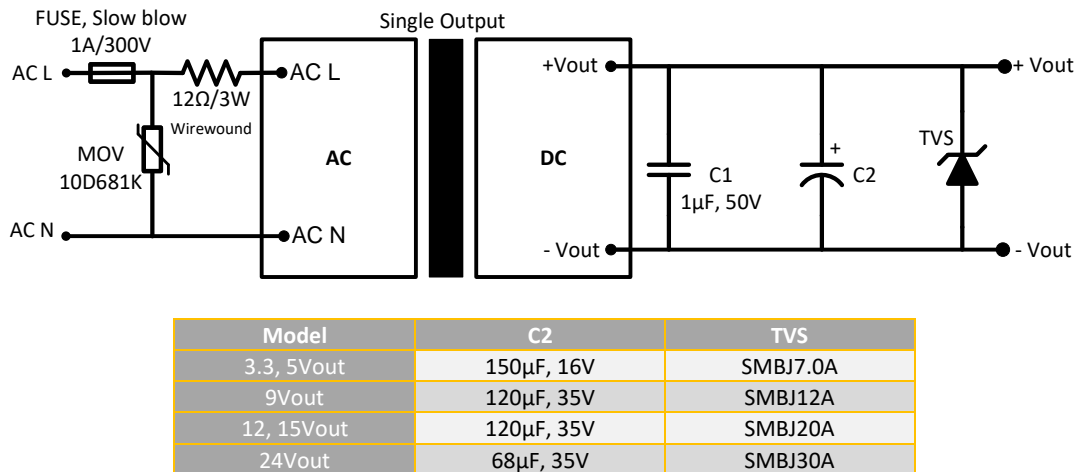 FUSE, Slow blow
1A/300V
Single Output
AC L
AC L
12Ω/3W
Wirewound
MOV
10D681K
AC
DC
AC N
AC N
+Vout
+ Vout
TVS
+
C1
1µF, 50V
C2
- Vout
- Vout
Model C2 TVS
3.3, 5Vout 150µF, 16V SMBJ7.0A
9Vout 120µF, 35V SMBJ12A
12, 15Vout 120µF, 35V SMBJ20A
24Vout 68µF, 35V SMBJ30A